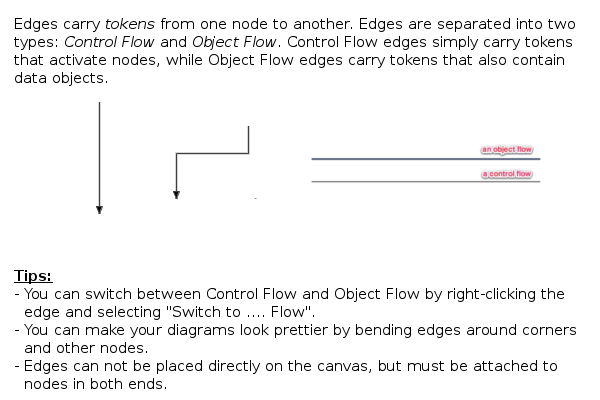 Edges carry tokens from one node to another. Edges are separated into two
types: Control Flow and Object Flow. Control Flow edges simply carry tokens
that activate nodes, while Object Flow edges carry tokens that also contain
data objects.
an object flow
a control flow
Tips:
- You can switch between Control Flow and Object Flow by right-clicking the
edge and selecting "Switch to .... Flow".
- You can make your diagrams look prettier by bending edges around corners
and other nodes.
- Edges can not be placed directly on the canvas, but must be attached to
nodes in both ends.